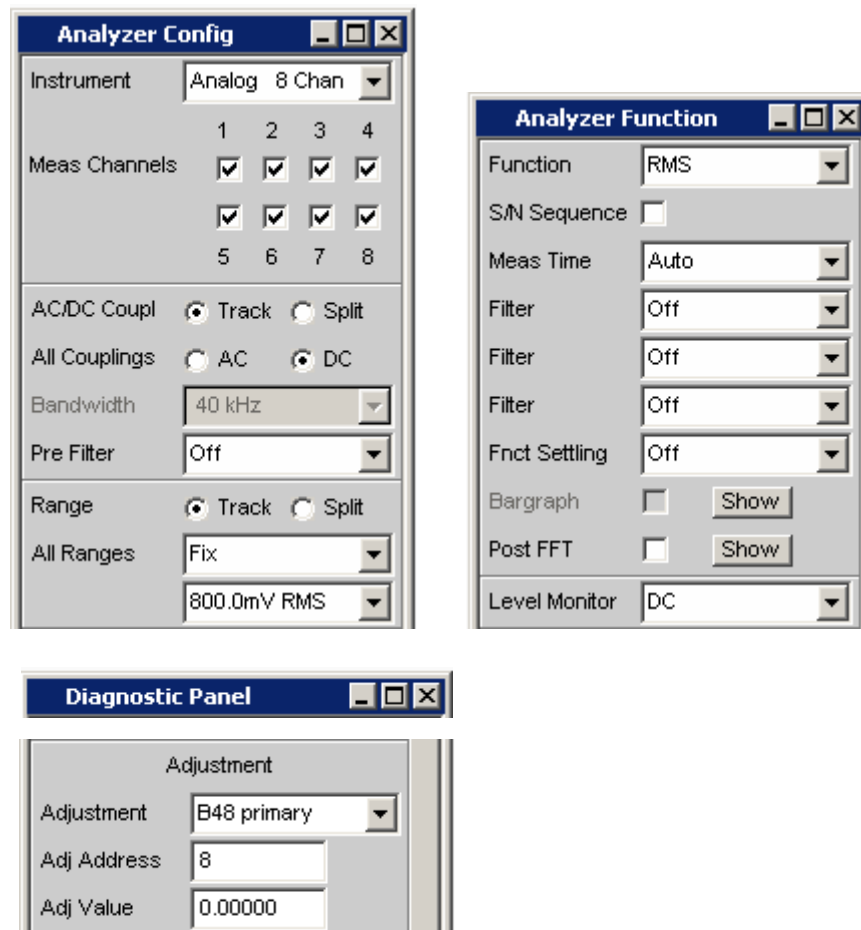 Analyzer Config
Instrument Analog 8 Chan
1 2 3 4
Meas Channels
5 6 7 8
AC/DC Coupl Track Split
All Couplings AC DC
Bandwidth 40 kHz
Pre Filter Off
Range Track Split
All Ranges Fix
800.0mV RMS
Analyzer Function
Function RMS
S/N Sequence
Meas Time Auto
Filter Off
Filter Off
Filter Off
Fnct Settling Off
Bargraph Show
Post FFT Show
Level Monitor DC
Diagnostic Panel
Adjustment
Adjustment B48 primary
Adj Address 8
Adj Value 0.00000